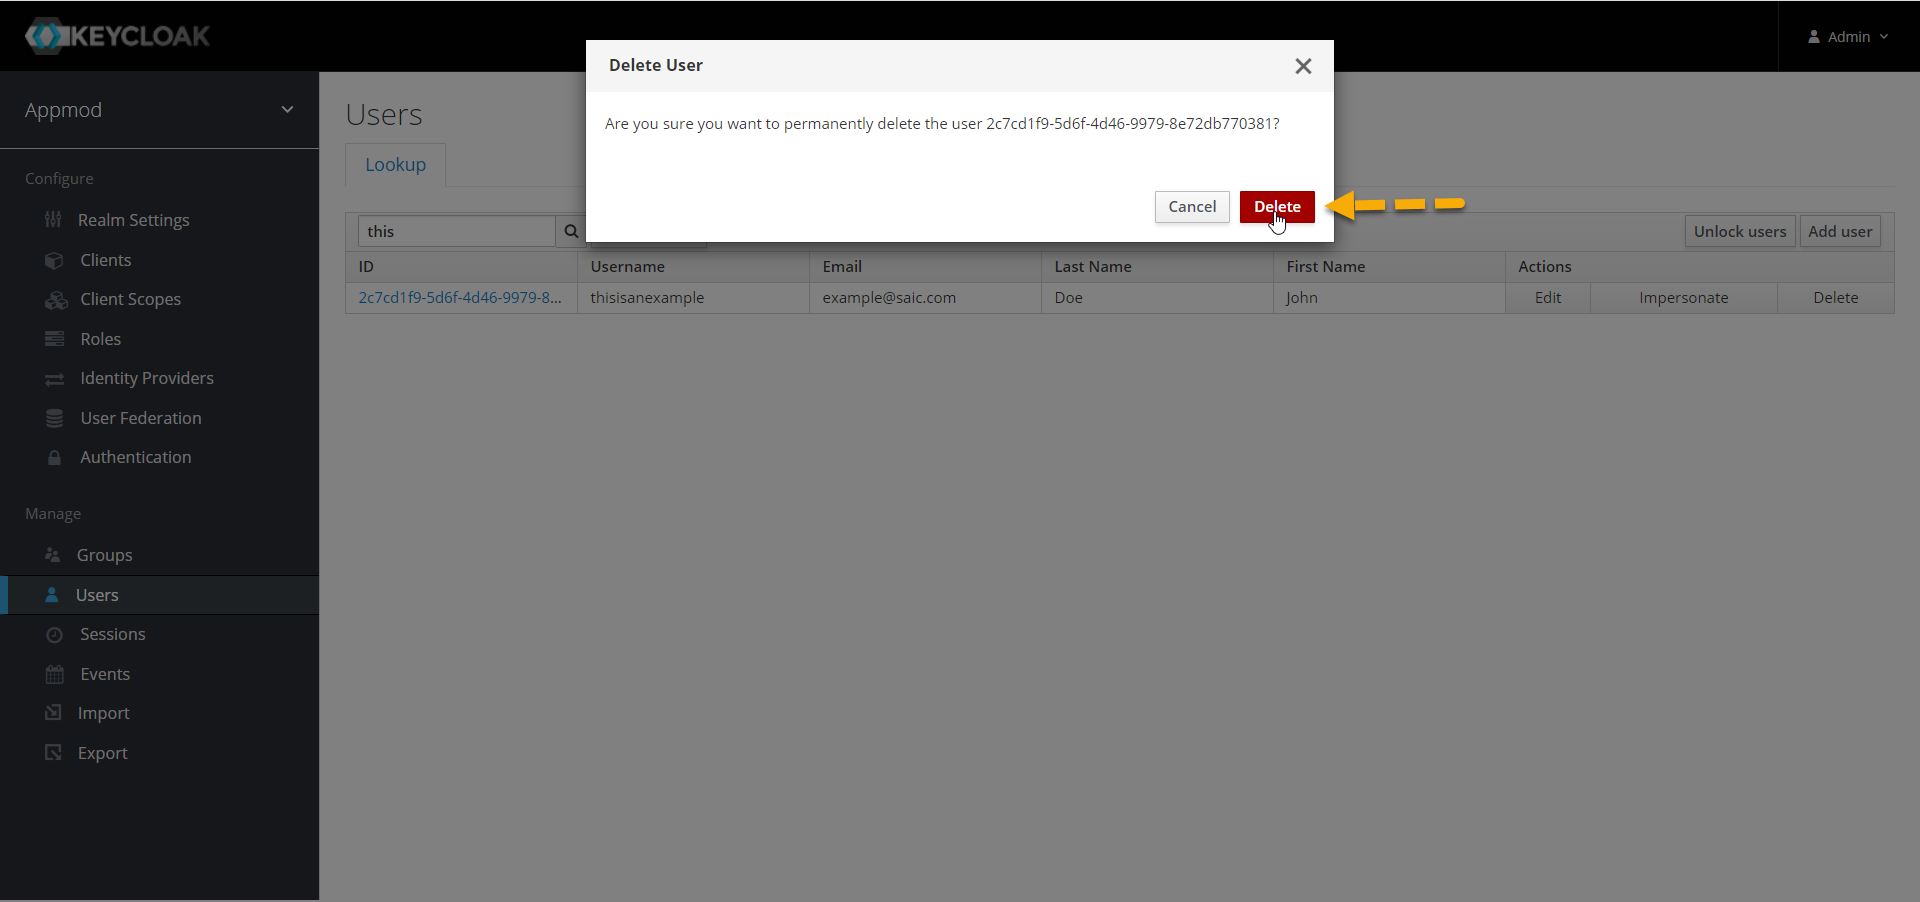 KEYCLOAK
Admin
Delete User
Are you sure you want to permanently delete the user 2c7cd1f9-5d6f-4d46-9979-8e72db770381?
Cancel
Delete
Appmod
Configure
Realm Settings
Clients
Client Scopes
Roles
Identity Providers
User Federation
Authentication
Manage
Groups
Users
Sessions
Events
Import
Export
Users
Lookup
this
Unlock users
Add user
ID Username Email Last Name First Name Actions
2c7cd1f9-5d6f-4d46-9979-8... thisisanexample example@saic.com Doe John Edit Impersonate Delete